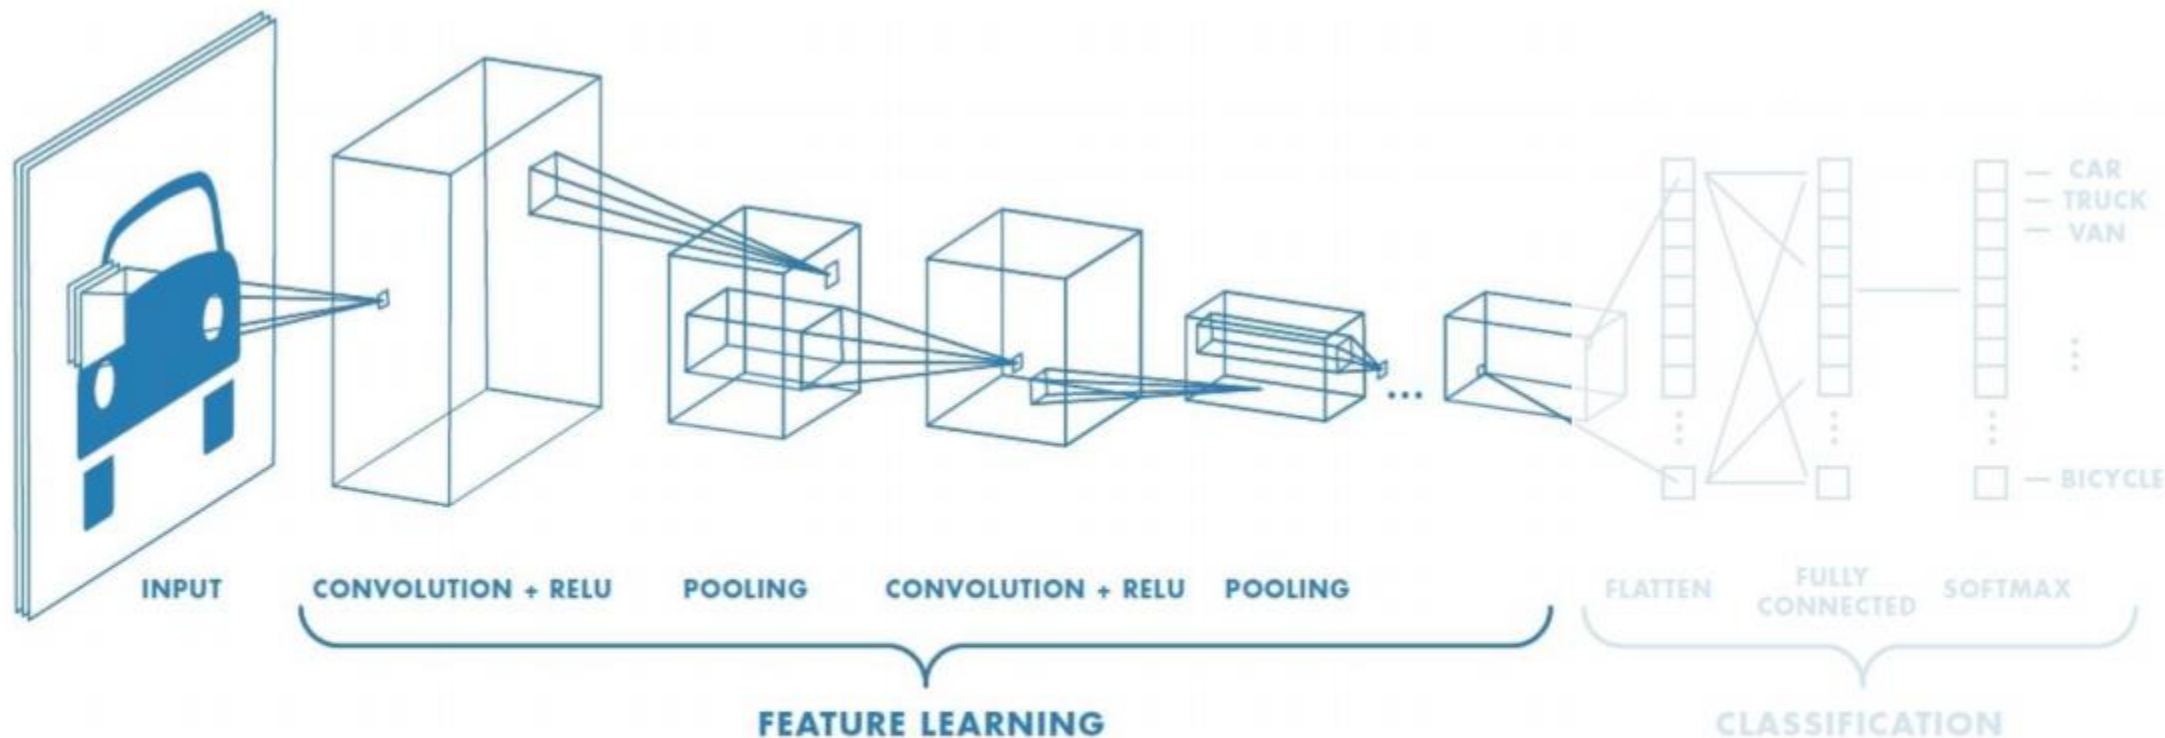 CAR
TRUCK
VAN
BICYCLE
INPUT
CONVOLUTION + RELU
POOLING
CONVOLUTION + RELU
POOLING
FLATTEN
FULLY
CONNECTED
SOFTMAX
FEATURE LEARNING
CLASSIFICATION